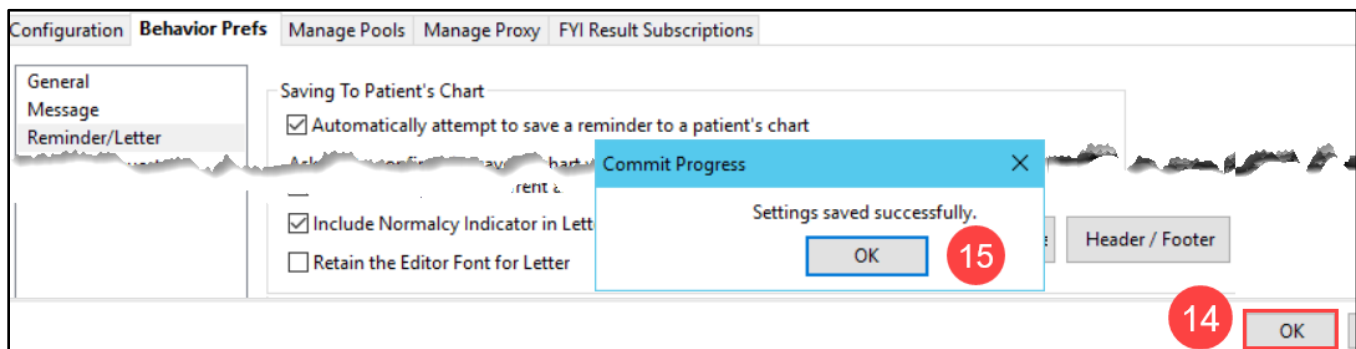 Configuration Behavior Prefs Manage Pools Manage Proxy FYI Result Subscriptions
General
Message
Reminder/Letter
Saving To Patient's Chart
Automatically attempt to save a reminder to a patient's chart
Commit Progress
Settings saved successfully.
OK
15
Include Normalcy Indicator in Lett
Retain the Editor Font for Letter
Header / Footer
14
OK